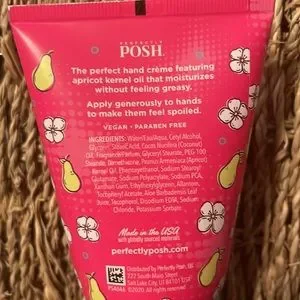 PERFECTLY
POSH
The perfect hand crème featuring
apricot kernel oil that moisturizes
without feeling greasy.
Apply generously to hands
to make them feel spoiled.
VEGAN • PARABEN FREE
INGREDIENTS: Water/Eau/Aqua, Cetyl Alcohol,
Stearic Acid, Cocos Nucifera (Coconut)
Oil, Fragrance/Parfum, Glyceryl Stearate, PEG-100
Stearate, Dimethicone, Prunus Armeniaca (Apricot)
Kernel Oil, Phenoxyethanol, Sodium Stearoyl
Glutamate, Sodium Polyacrylate, Sodium PCA,
Xanthan Gum, Ethylhexylglycerin, Allantoin,
Tocopheryl Acetate, Aloe Barbadensis Leaf
Juice, Tocopherol, Disodium EDTA, Sodium
Chloride, Potassium Sorbate
Made in the USA
with globally sourced materials
perfectlyposh.com
Distributed by Perfectly Posh,
227 South Main Street
Salt Lake City, UT 84101 USA
©2020. All rights